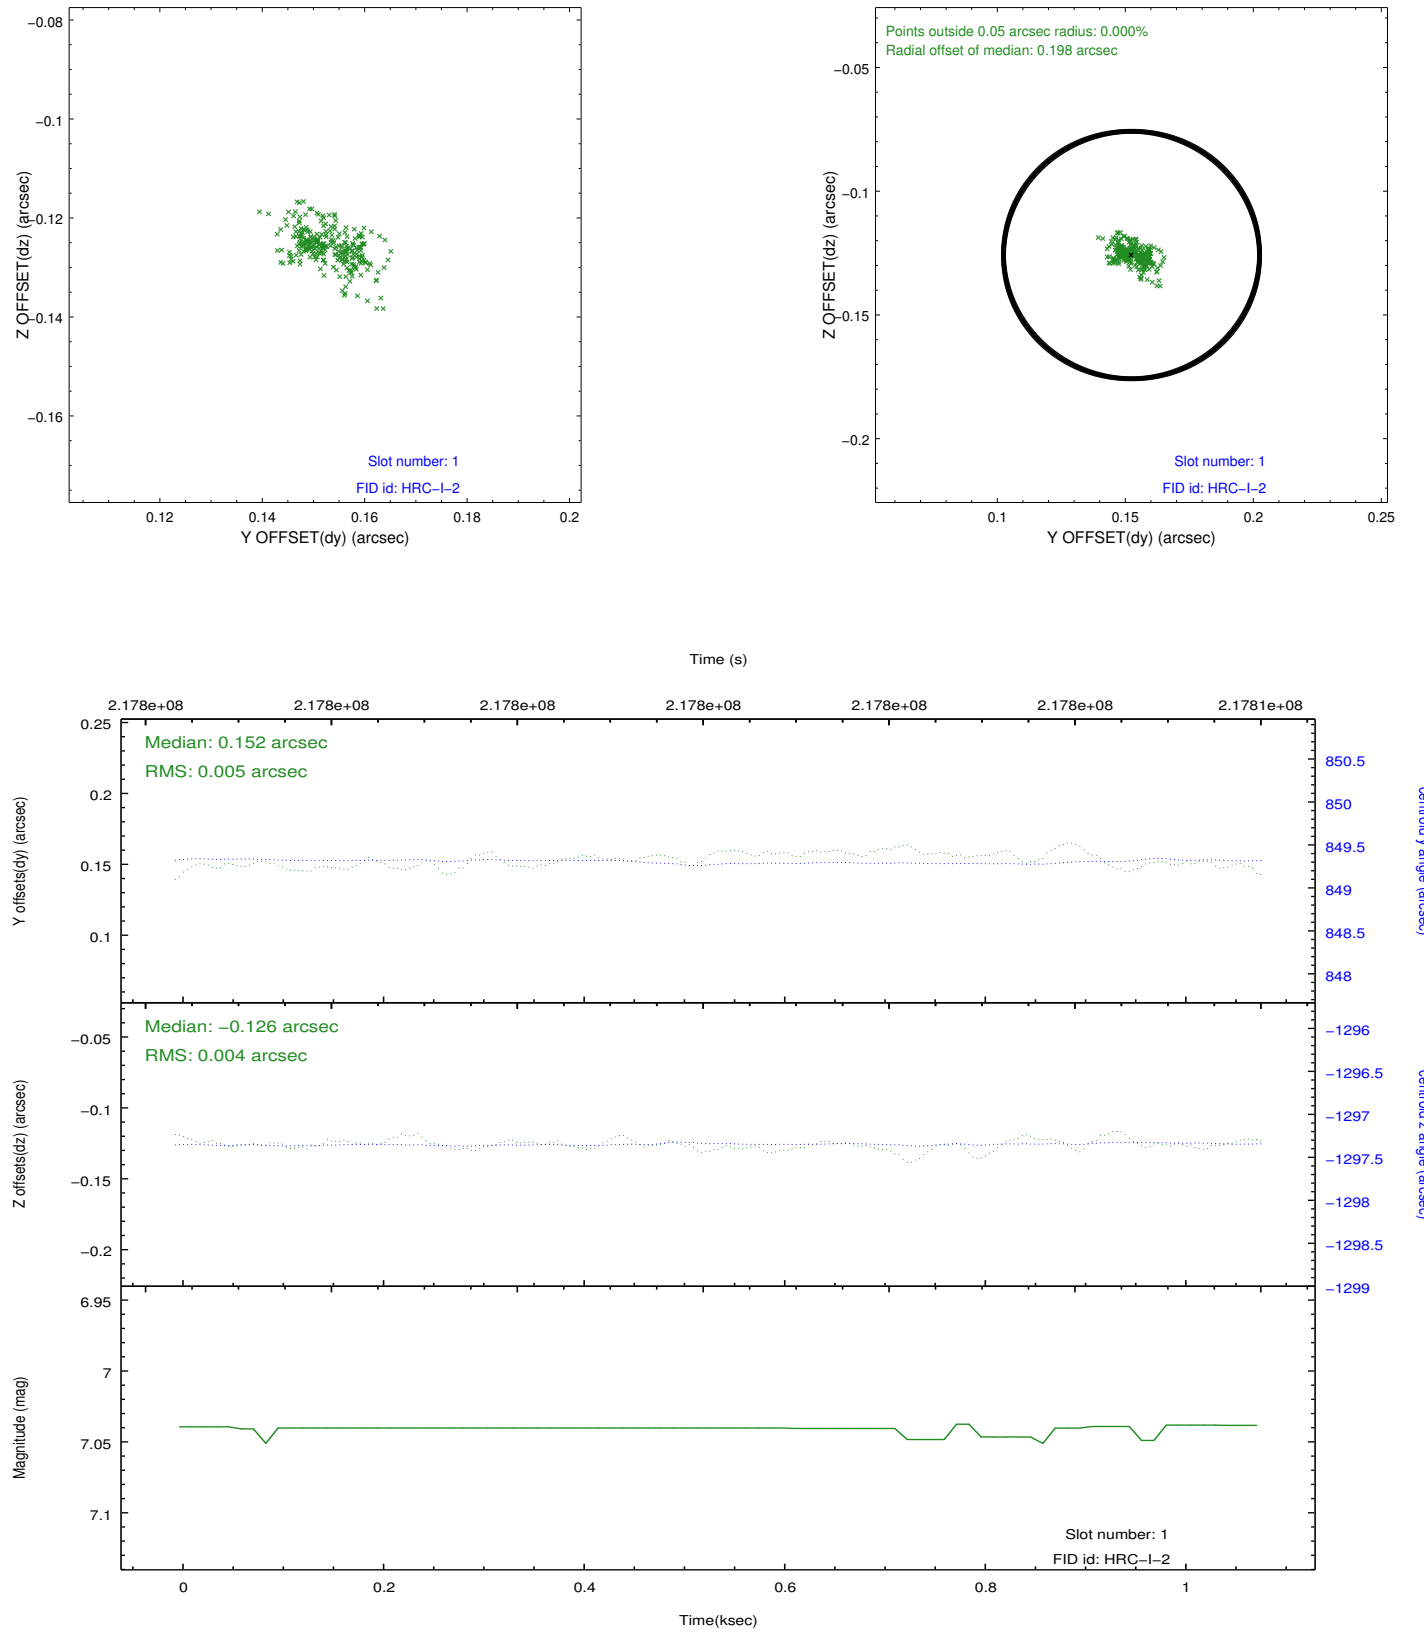 −0.08
−0.1
−0.12
−0.14
−0.16
Z OFFSET(dz) (arcsec)
Slot number: 1
FID id: HRC−I−2
0.12 0.14 0.16 0.18 0.2
Y OFFSET(dy) (arcsec)
Points outside 0.05 arcsec radius: 0.000%
Radial offset of median: 0.198 arcsec
−0.05
−0.1
−0.15
−0.2
Z OFFSET(dz) (arcsec)
Slot number: 1
FID id: HRC−I−2
0.1 0.15 0.2 0.25
Y OFFSET(dy) (arcsec)
Time (s)
2.178e+08 2.178e+08 2.178e+08 2.178e+08 2.178e+08 2.178e+08 2.1781e+08
Median: 0.152 arcsec
RMS: 0.005 arcsec
0.25
0.2
0.15
0.1
Y offsets(dy) (arcsec)
850.5
850
849.5
849
848.5
848
centroid y angle (arcsec)
Median: −0.126 arcsec
RMS: 0.004 arcsec
−0.05
−0.1
−0.15
−0.2
Z offsets(dz) (arcsec)
−1296
−1296.5
−1297
−1297.5
−1298
−1298.5
−1299
centroid z angle (arcsec)
6.95
7
7.05
7.1
Magnitude (mag)
Slot number: 1
FID id: HRC−I−2
0 0.2 0.4 0.6 0.8 1
Time(ksec)